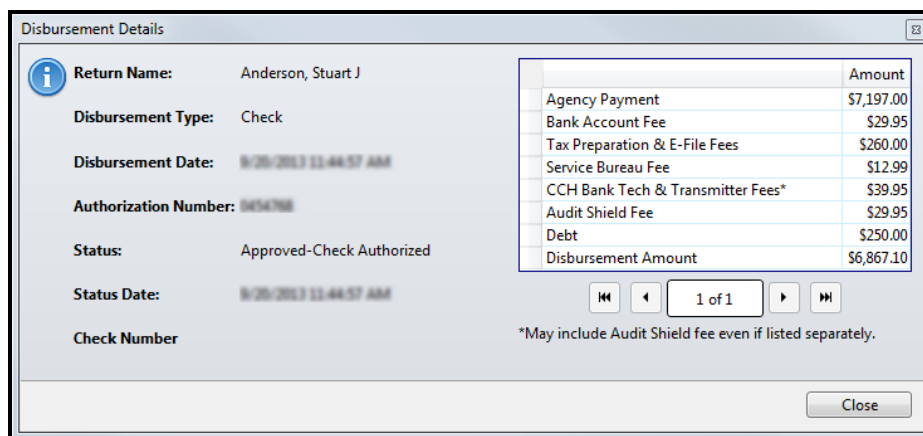 Disbursement Details
Return Name: Anderson, Stuart J
Disbursement Type: Check
Disbursement Date:
Authorization Number:
Status: Approved-Check Authorized
Status Date:
Check Number
Amount
Agency Payment $7,197.00
Bank Account Fee $29.95
Tax Preparation & E-File Fees $260.00
Service Bureau Fee $12.99
CCH Bank Tech & Transmitter Fees* $39.95
Audit Shield Fee $29.95
Debt $250.00
Disbursement Amount $6,867.10
1 of 1
*May include Audit Shield fee even if listed separately.
Close